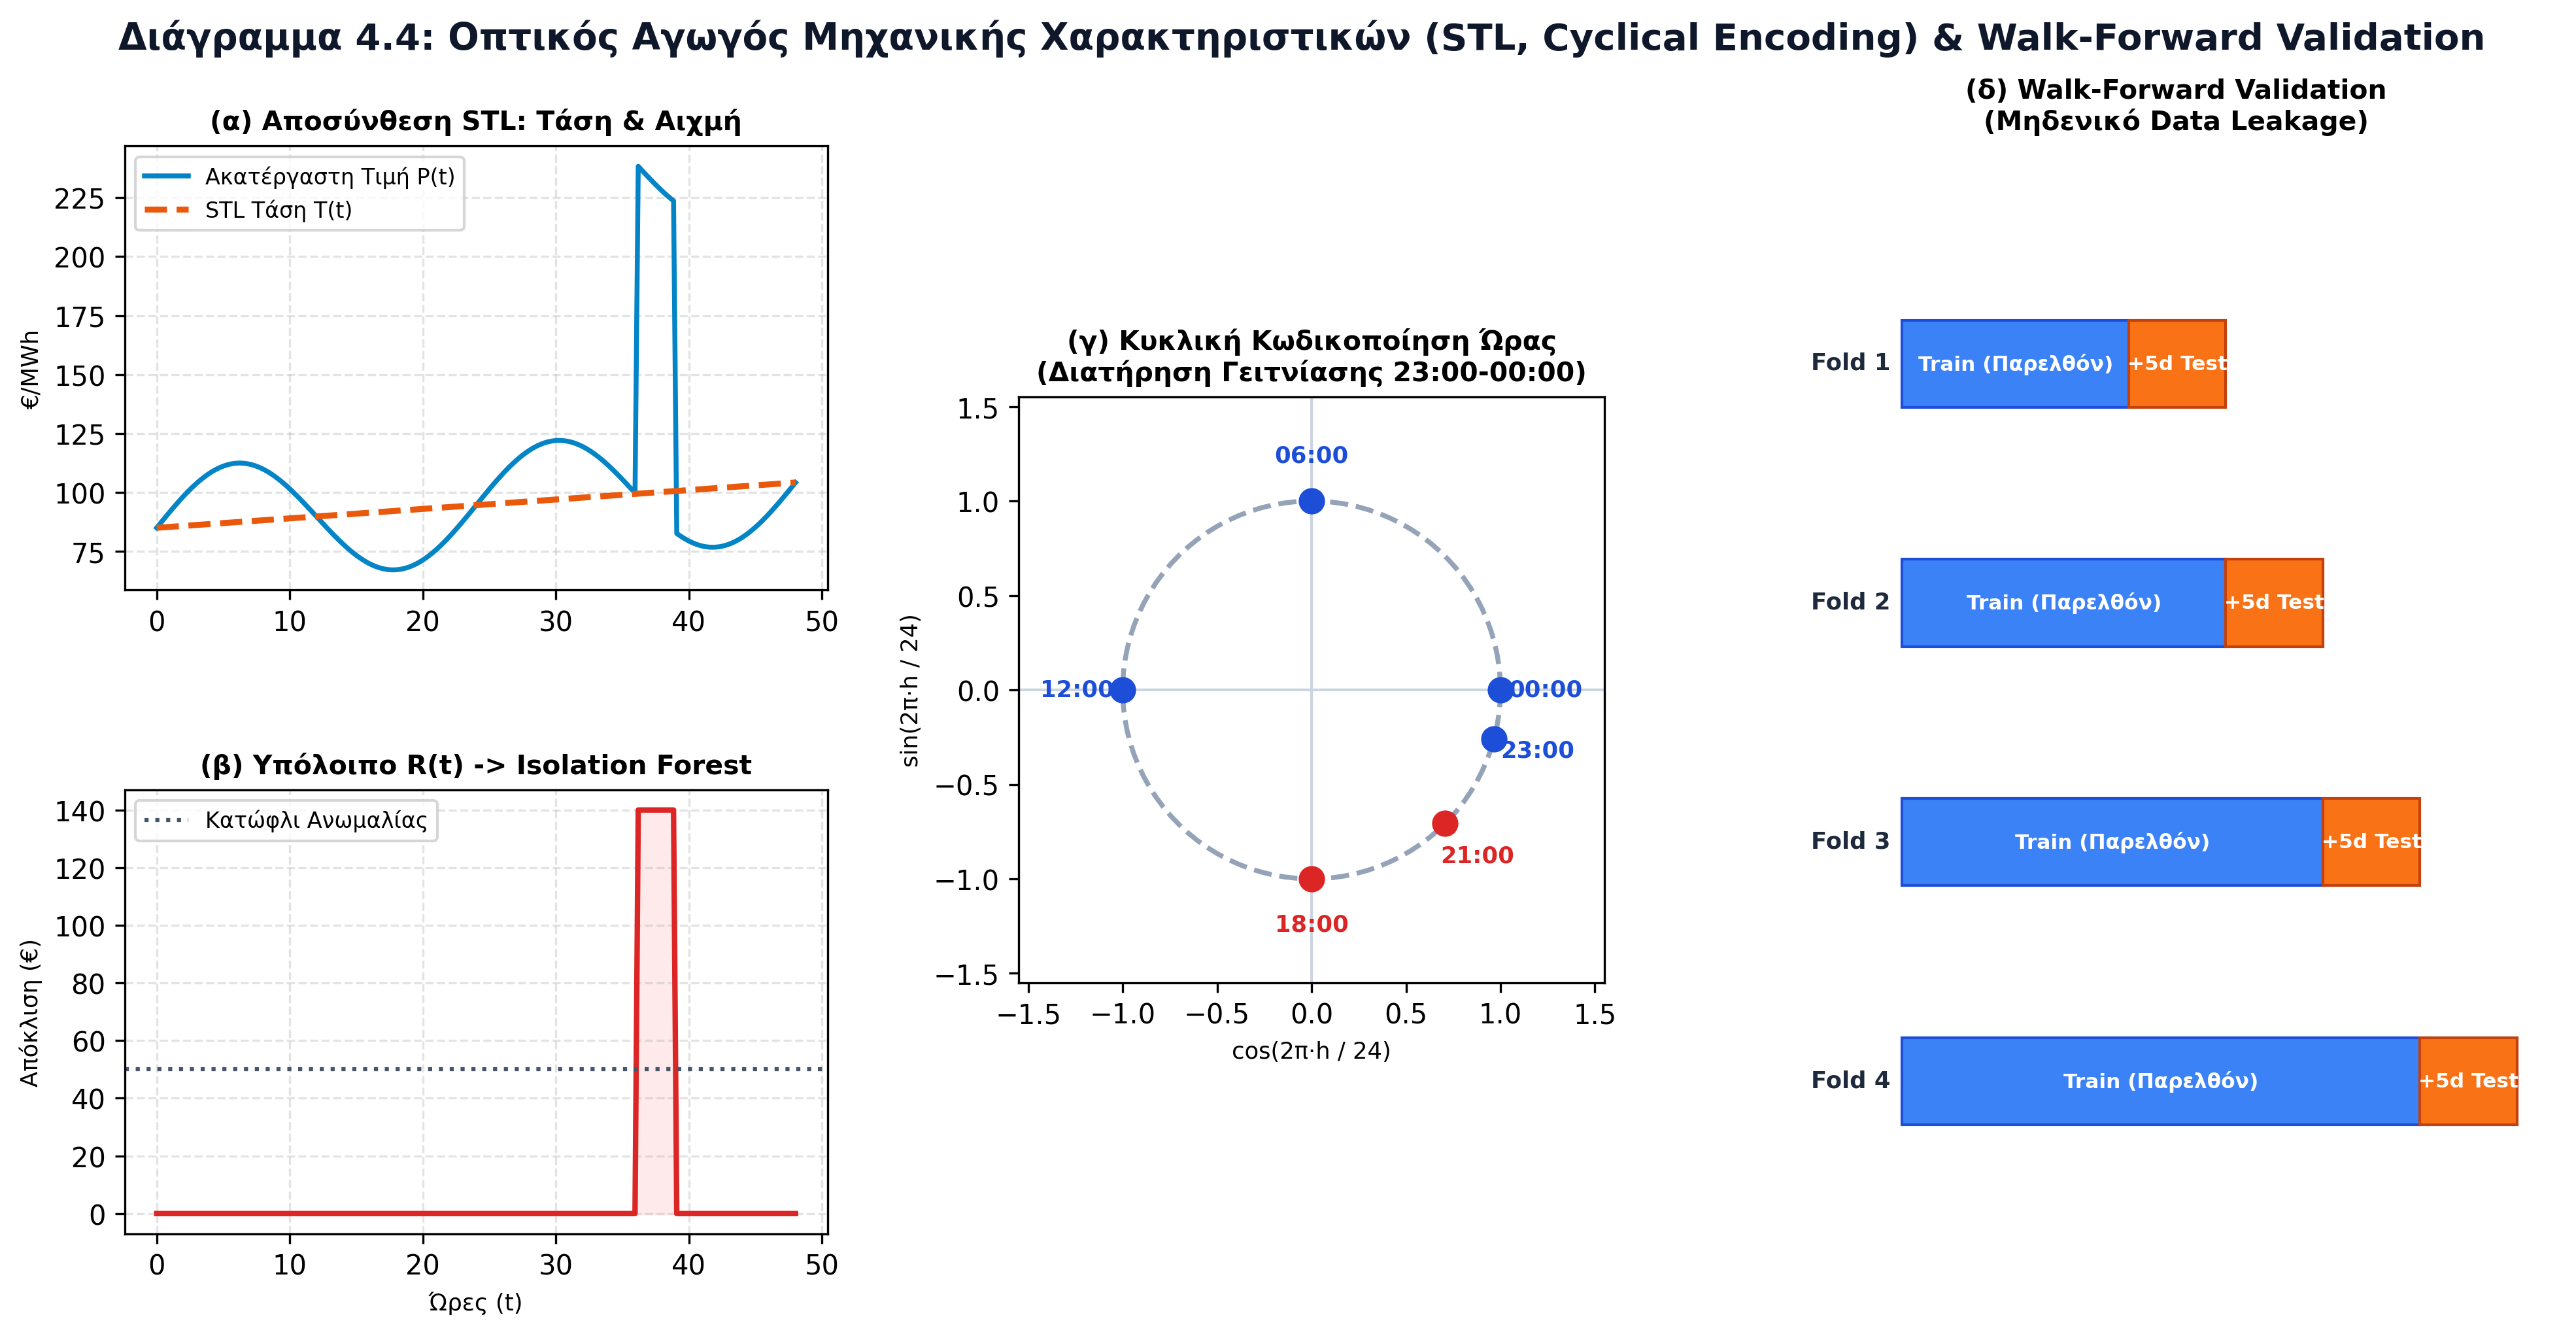 Διάγραμμα 4.4: Οπτικός Αγωγός Μηχανικής Χαρακτηριστικών (STL, Cyclical Encoding) & Walk-Forward Validation
(α) Αποσύνθεση STL: Τάση & Αιχμή
Ακατέργαστη Τιμή P(t)
STL Τάση T(t)
€/MWh
225
200
175
150
125
100
75
0 10 20 30 40 50
(β) Υπόλοιπο R(t) -> Isolation Forest
Κατώφλι Ανωμαλίας
Απόκλιση (€)
140
120
100
80
60
40
20
0
0 10 20 30 40 50
Ώρες (t)
(γ) Κυκλική Κωδικοποίηση Ώρας
(Διατήρηση Γειτνίασης 23:00-00:00)
sin(2π·h / 24)
1.5
1.0
0.5
0.0
−0.5
−1.0
−1.5
06:00
12:00
00:00
23:00
21:00
18:00
−1.5 −1.0 −0.5 0.0 0.5 1.0 1.5
cos(2π·h / 24)
(δ) Walk-Forward Validation
(Μηδενικό Data Leakage)
Fold 1 Train (Παρελθόν) +5d Test
Fold 2 Train (Παρελθόν) +5d Test
Fold 3 Train (Παρελθόν) +5d Test
Fold 4 Train (Παρελθόν) +5d Test